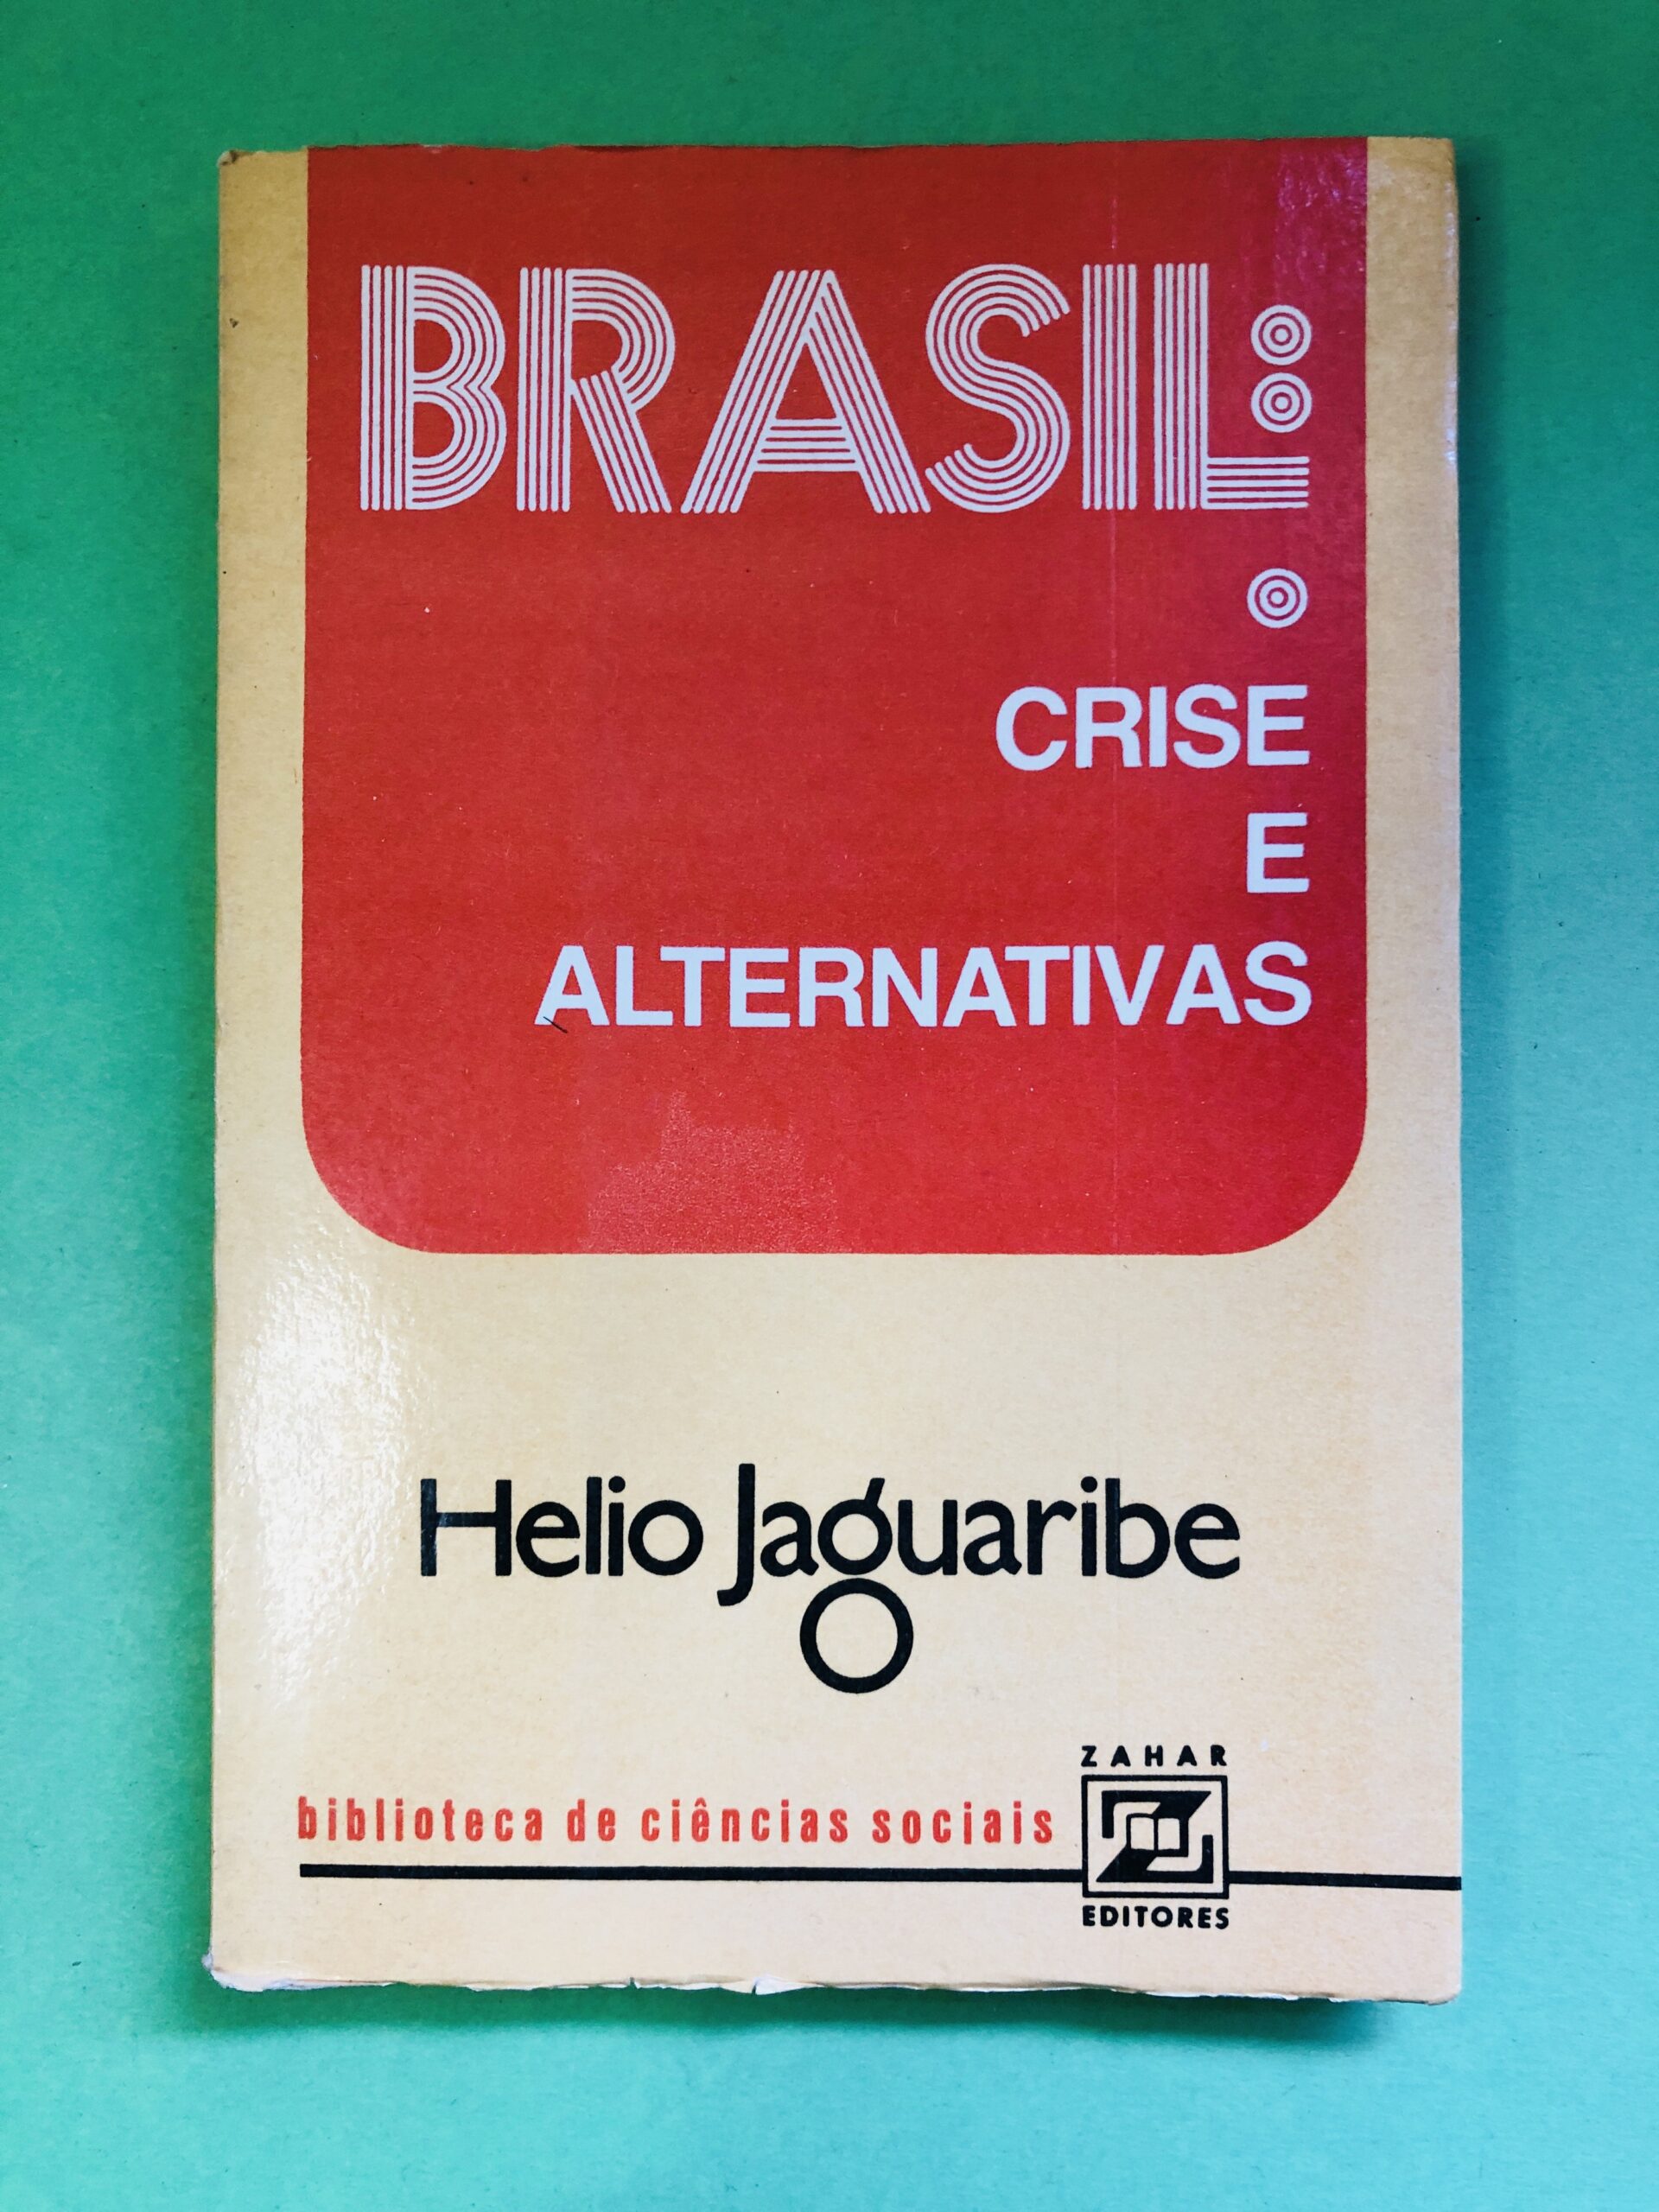 BRASIL:
CRISE
E
ALTERNATIVAS
Helio Jaguaribe
biblioteca de ciências sociais
ZAHAR
EDITORES